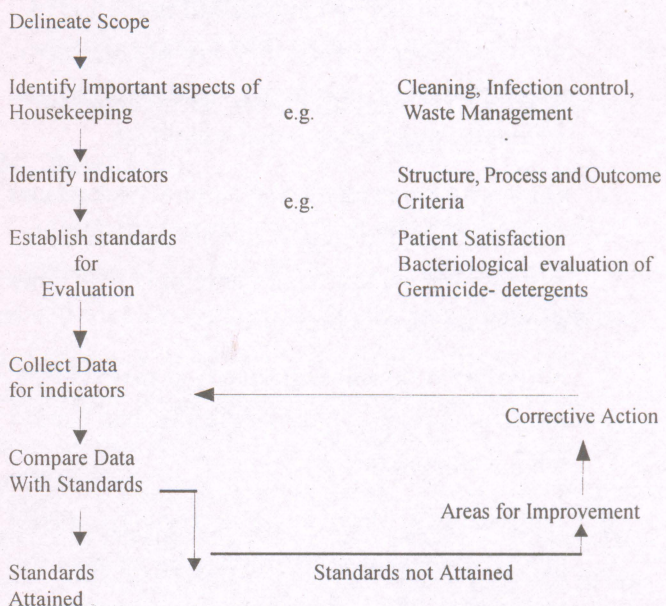 Delineate Scope
Identify Important aspects of
Housekeeping
e.g.
Cleaning, Infection control,
Waste Management
Identify indicators
e.g.
Structure, Process and Outcome
Criteria
Establish standards
for
Evaluation
Patient Satisfaction
Bacteriological evaluation of
Germicide- detergents
Collect Data
for indicators
Corrective Action
Compare Data
With Standards
Areas for Improvement
Standards
Attained
Standards not Attained